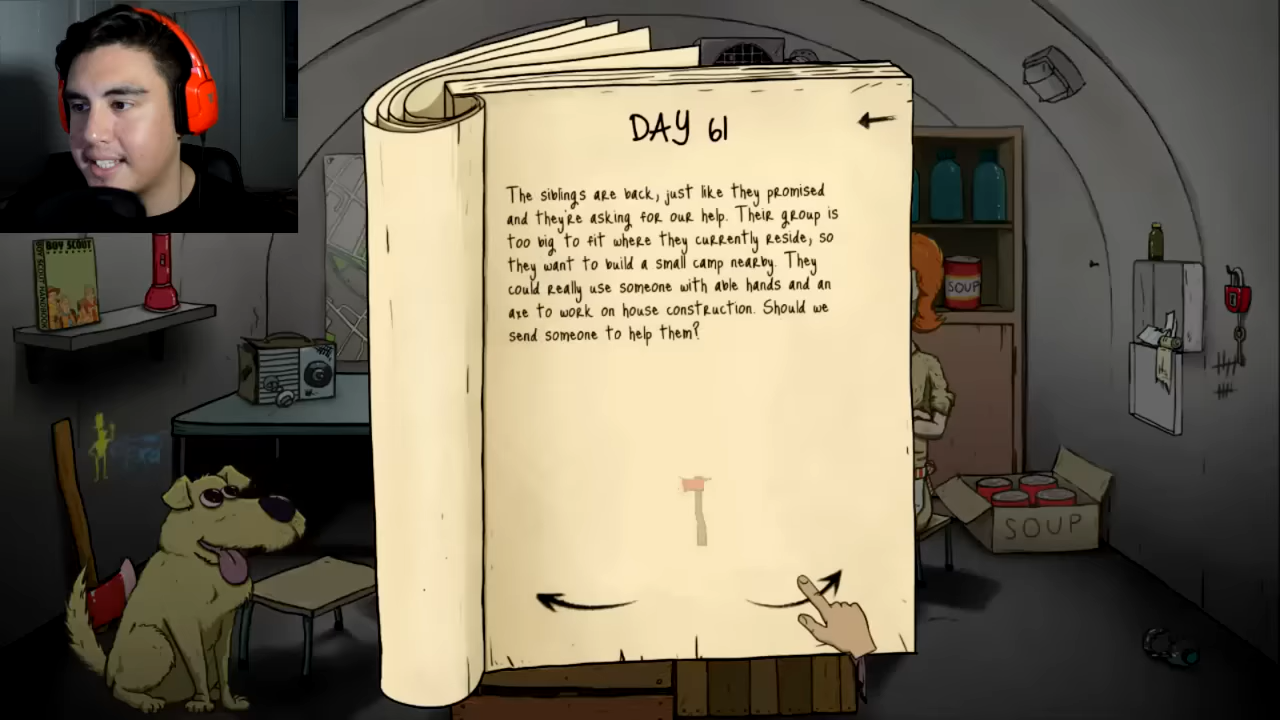 DAY 61
The siblings are back, just like they promised
and they're asking for our help. Their group is
too big to fit where they currently reside, so
they want to build a small camp nearby. They
could really use someone with able hands and an
axe to work on house construction. Should we
send someone to help them?
BOY SCOUT
SOUP
SOUP